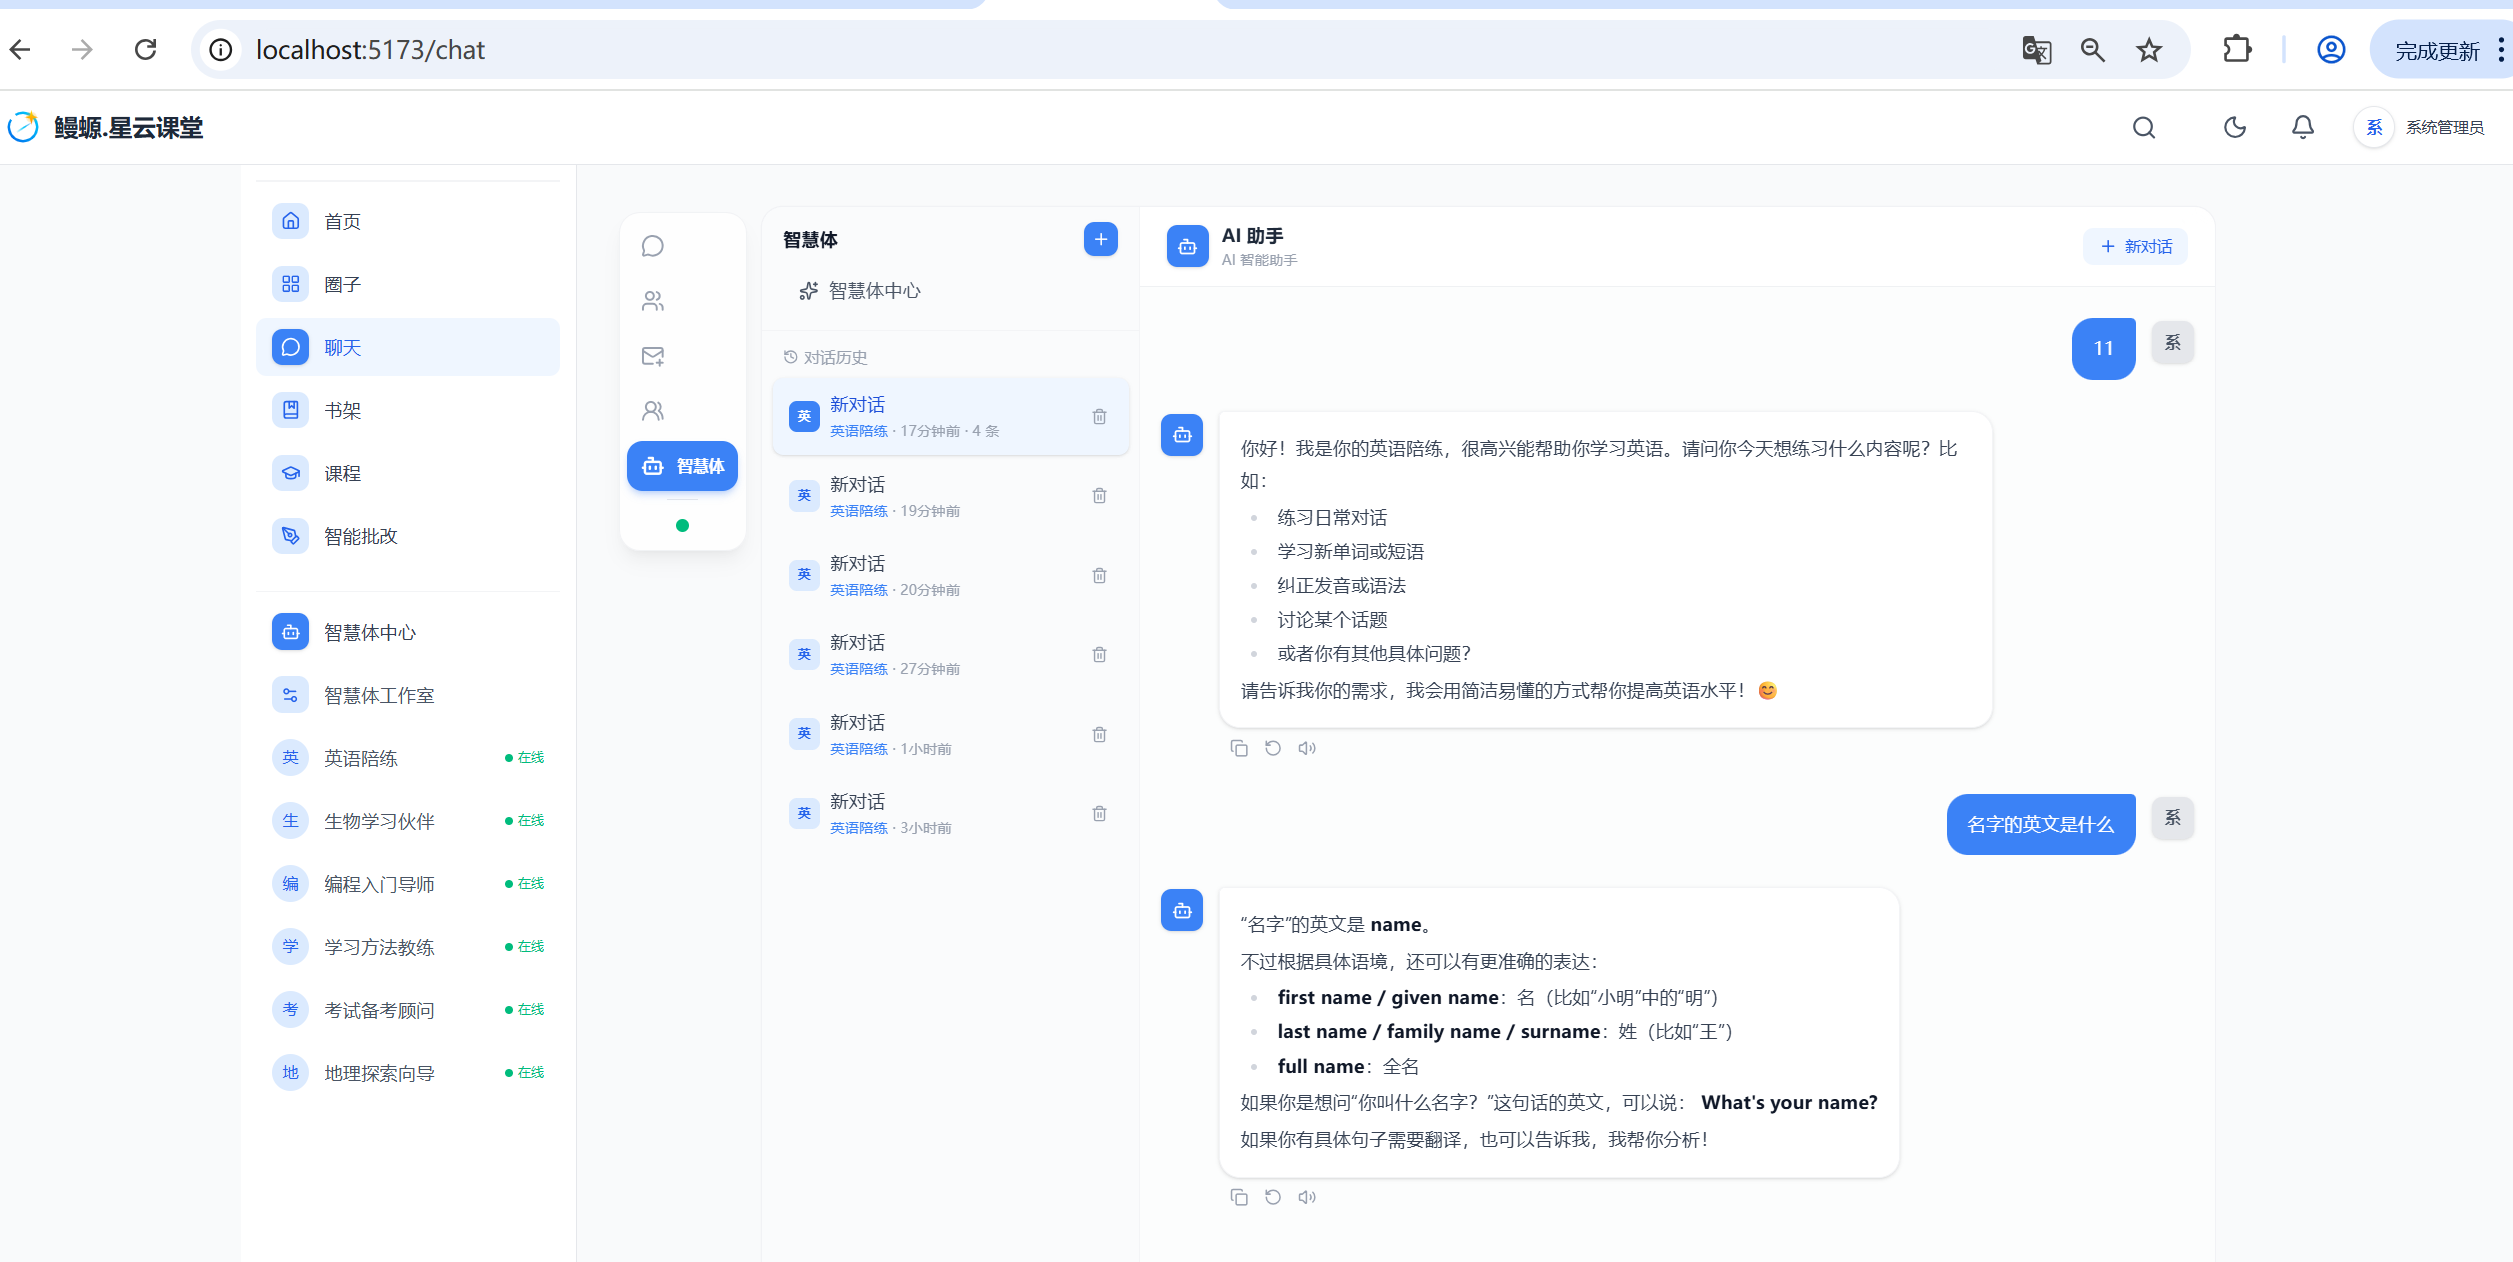 localhost:5173/chat
完成更新
鳗螈.星云课堂
系
系统管理员
首页
圈子
聊天
书架
课程
智能批改
智慧体中心
智慧体工作室
英 英语陪练 在线
生 生物学习伙伴 在线
编 编程入门导师 在线
学 学习方法教练 在线
考 考试备考顾问 在线
地 地理探索向导 在线
智慧体
智慧体
智慧体中心
对话历史
英 新对话
英语陪练 · 17分钟前 · 4 条
英 新对话
英语陪练 · 19分钟前
英 新对话
英语陪练 · 20分钟前
英 新对话
英语陪练 · 27分钟前
英 新对话
英语陪练 · 1小时前
英 新对话
英语陪练 · 3小时前
AI 助手
AI 智能助手
新对话
11
系
你好！我是你的英语陪练，很高兴能帮助你学习英语。请问你今天想练习什么内容呢？比
如：
练习日常对话
学习新单词或短语
纠正发音或语法
讨论某个话题
或者你有其他具体问题？
请告诉我你的需求，我会用简洁易懂的方式帮你提高英语水平！😊
名字的英文是什么
系
“名字”的英文是 name。
不过根据具体语境，还可以有更准确的表达：
first name / given name：名（比如“小明”中的“明”）
last name / family name / surname：姓（比如“王”）
full name：全名
如果你是想问“你叫什么名字？”这句话的英文，可以说： What's your name?
如果你有具体句子需要翻译，也可以告诉我，我帮你分析！